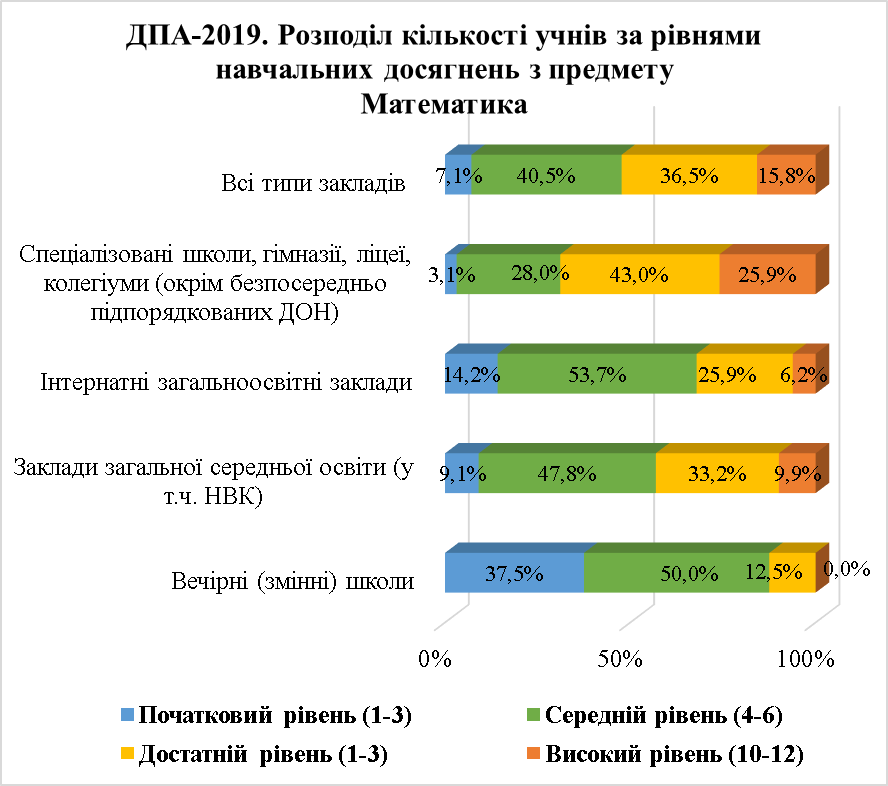 ДПА-2019. Розподіл кількості учнів за рівнями
навчальних досягнень з предмету
Математика
Всі типи закладів
7,1% 40,5% 36,5% 15,8%
Спеціалізовані школи, гімназії, ліцеї,
колегіуми (окрім безпосередньо
підпорядкованих ДОН)
3,1% 28,0% 43,0% 25,9%
Інтернатні загальноосвітні заклади
14,2% 53,7% 25,9% 6,2%
Заклади загальної середньої освіти (у
т.ч. НВК)
9,1% 47,8% 33,2% 9,9%
Вечірні (змінні) школи
37,5% 50,0% 12,5% 0,0%
0% 50% 100%
Початковий рівень (1-3) Середній рівень (4-6)
Достатній рівень (1-3) Високий рівень (10-12)